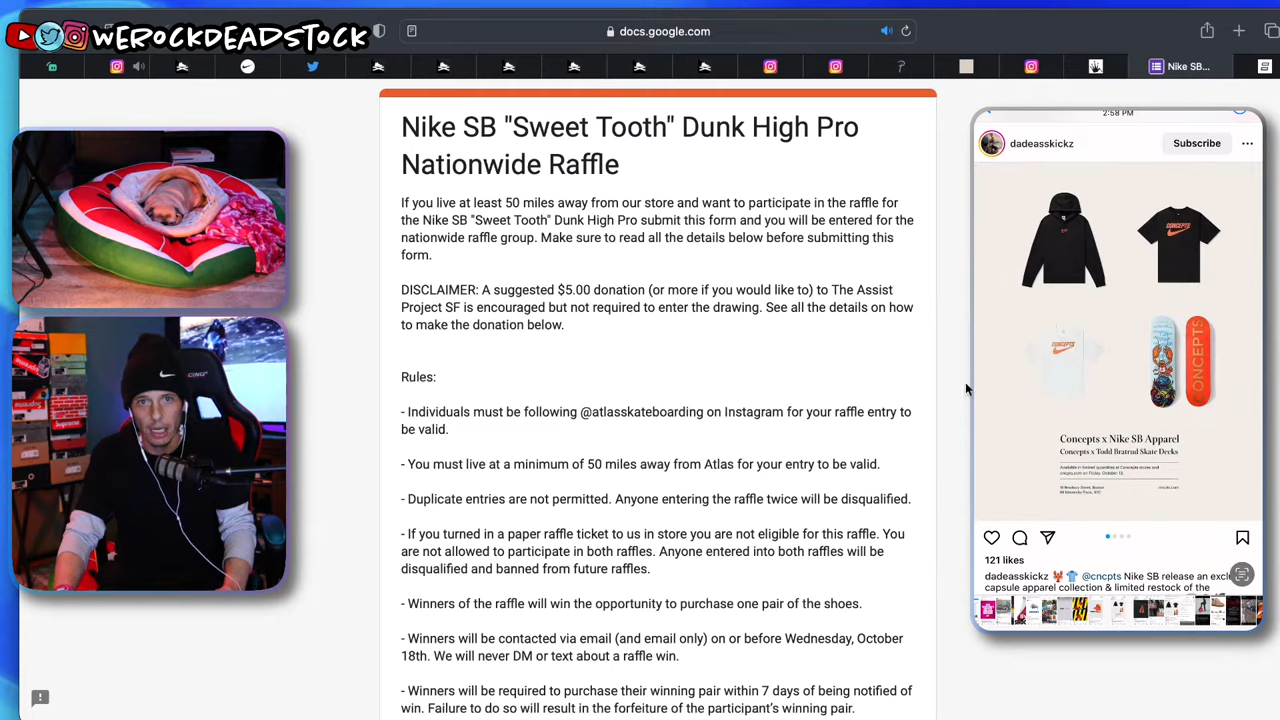 WEROCKDEADSTOCK
docs.google.com
Nike SB...
Nike SB "Sweet Tooth" Dunk High Pro
Nationwide Raffle
If you live at least 50 miles away from our store and want to participate in the raffle for
the Nike SB "Sweet Tooth" Dunk High Pro submit this form and you will be entered for the
nationwide raffle group. Make sure to read all the details below before submitting this
form.
DISCLAIMER: A suggested $5.00 donation (or more if you would like to) to The Assist
Project SF is encouraged but not required to enter the drawing. See all the details on how
to make the donation below.
Rules:
- Individuals must be following @atlasskateboarding on Instagram for your raffle entry to
be valid.
- You must live at a minimum of 50 miles away from Atlas for your entry to be valid.
- Duplicate entries are not permitted. Anyone entering the raffle twice will be disqualified.
- If you turned in a paper raffle ticket to us in store you are not eligible for this raffle. You
are not allowed to participate in both raffles. Anyone entered into both raffles will be
disqualified and banned from future raffles.
- Winners of the raffle will win the opportunity to purchase one pair of the shoes.
- Winners will be contacted via email (and email only) on or before Wednesday, October
18th. We will never DM or text about a raffle win.
- Winners will be required to purchase their winning pair within 7 days of being notified of
win. Failure to do so will result in the forfeiture of the participant's winning pair.
2:58 PM
dadeasskickz
Subscribe
CONCEPTS
CONCEPTS
CONCEPTS
Concepts x Nike SB Apparel
Concepts x Todd Bratrud Skate Decks
121 likes
dadeasskickz 🦞 👕 @cncpts Nike SB release an excl
capsule apparel collection & limited restock of the